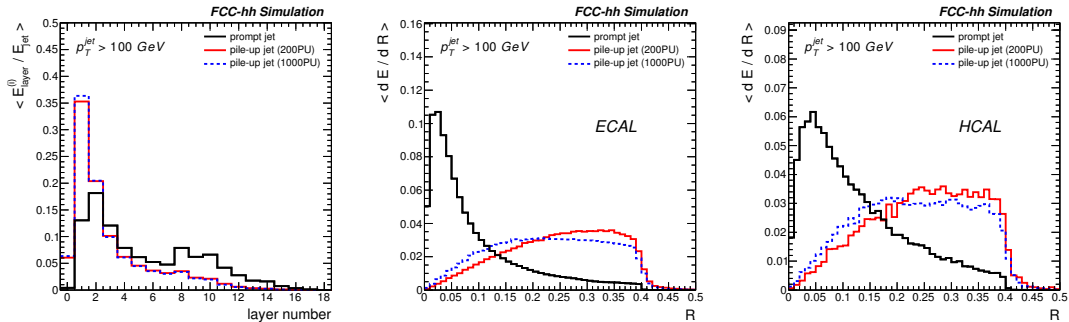 FCC-hh Simulation
p_T^jet > 100 GeV
prompt jet
pile-up jet (200PU)
pile-up jet (1000PU)
< E_layer^(i) / E_jet >
0.5
0.45
0.4
0.35
0.3
0.25
0.2
0.15
0.1
0.05
0
0 2 4 6 8 10 12 14 16 18
layer number
FCC-hh Simulation
p_T^jet > 100 GeV
prompt jet
pile-up jet (200PU)
pile-up jet (1000PU)
ECAL
< d E / d R >
0.16
0.14
0.12
0.1
0.08
0.06
0.04
0.02
0
0 0.05 0.1 0.15 0.2 0.25 0.3 0.35 0.4 0.45 0.5
R
FCC-hh Simulation
p_T^jet > 100 GeV
prompt jet
pile-up jet (200PU)
pile-up jet (1000PU)
HCAL
< d E / d R >
0.09
0.08
0.07
0.06
0.05
0.04
0.03
0.02
0.01
0
0 0.05 0.1 0.15 0.2 0.25 0.3 0.35 0.4 0.45 0.5
R